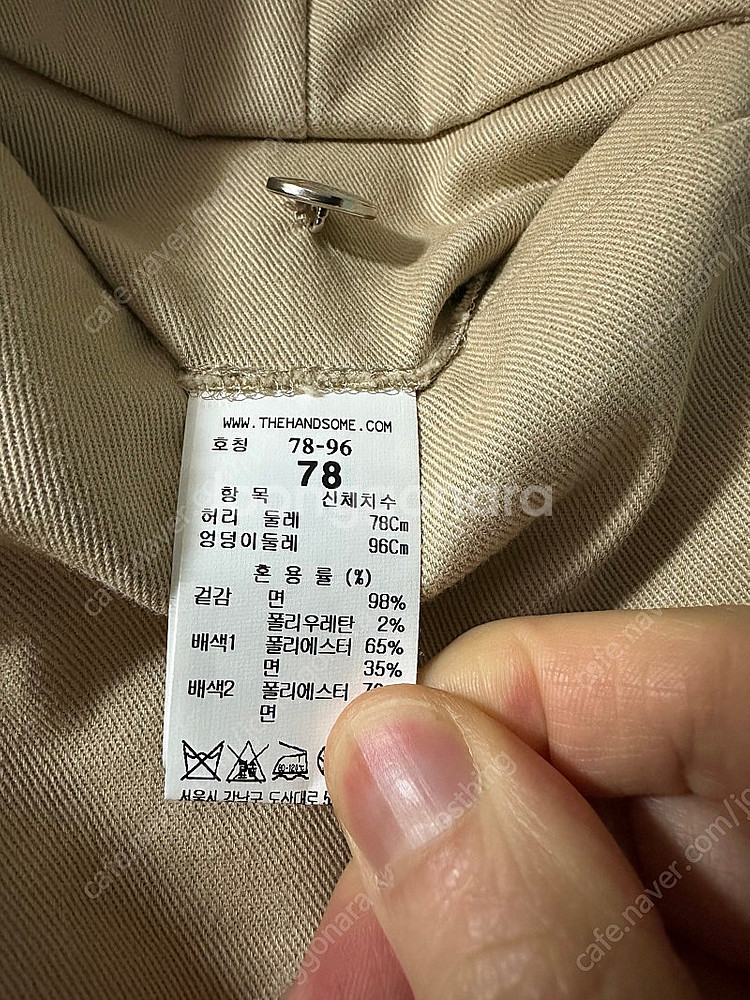 WWW.THEHANDSOME.COM
호칭 78-96
78
항 목 신체치수
허리 둘레 78Cm
엉덩이둘레 96Cm
혼 용 률 (%)
겉감 면 98%
폴리우레탄 2%
배색1 폴리에스터 65%
면 35%
배색2 폴리에스터
면
서울시 강남구 도산대로